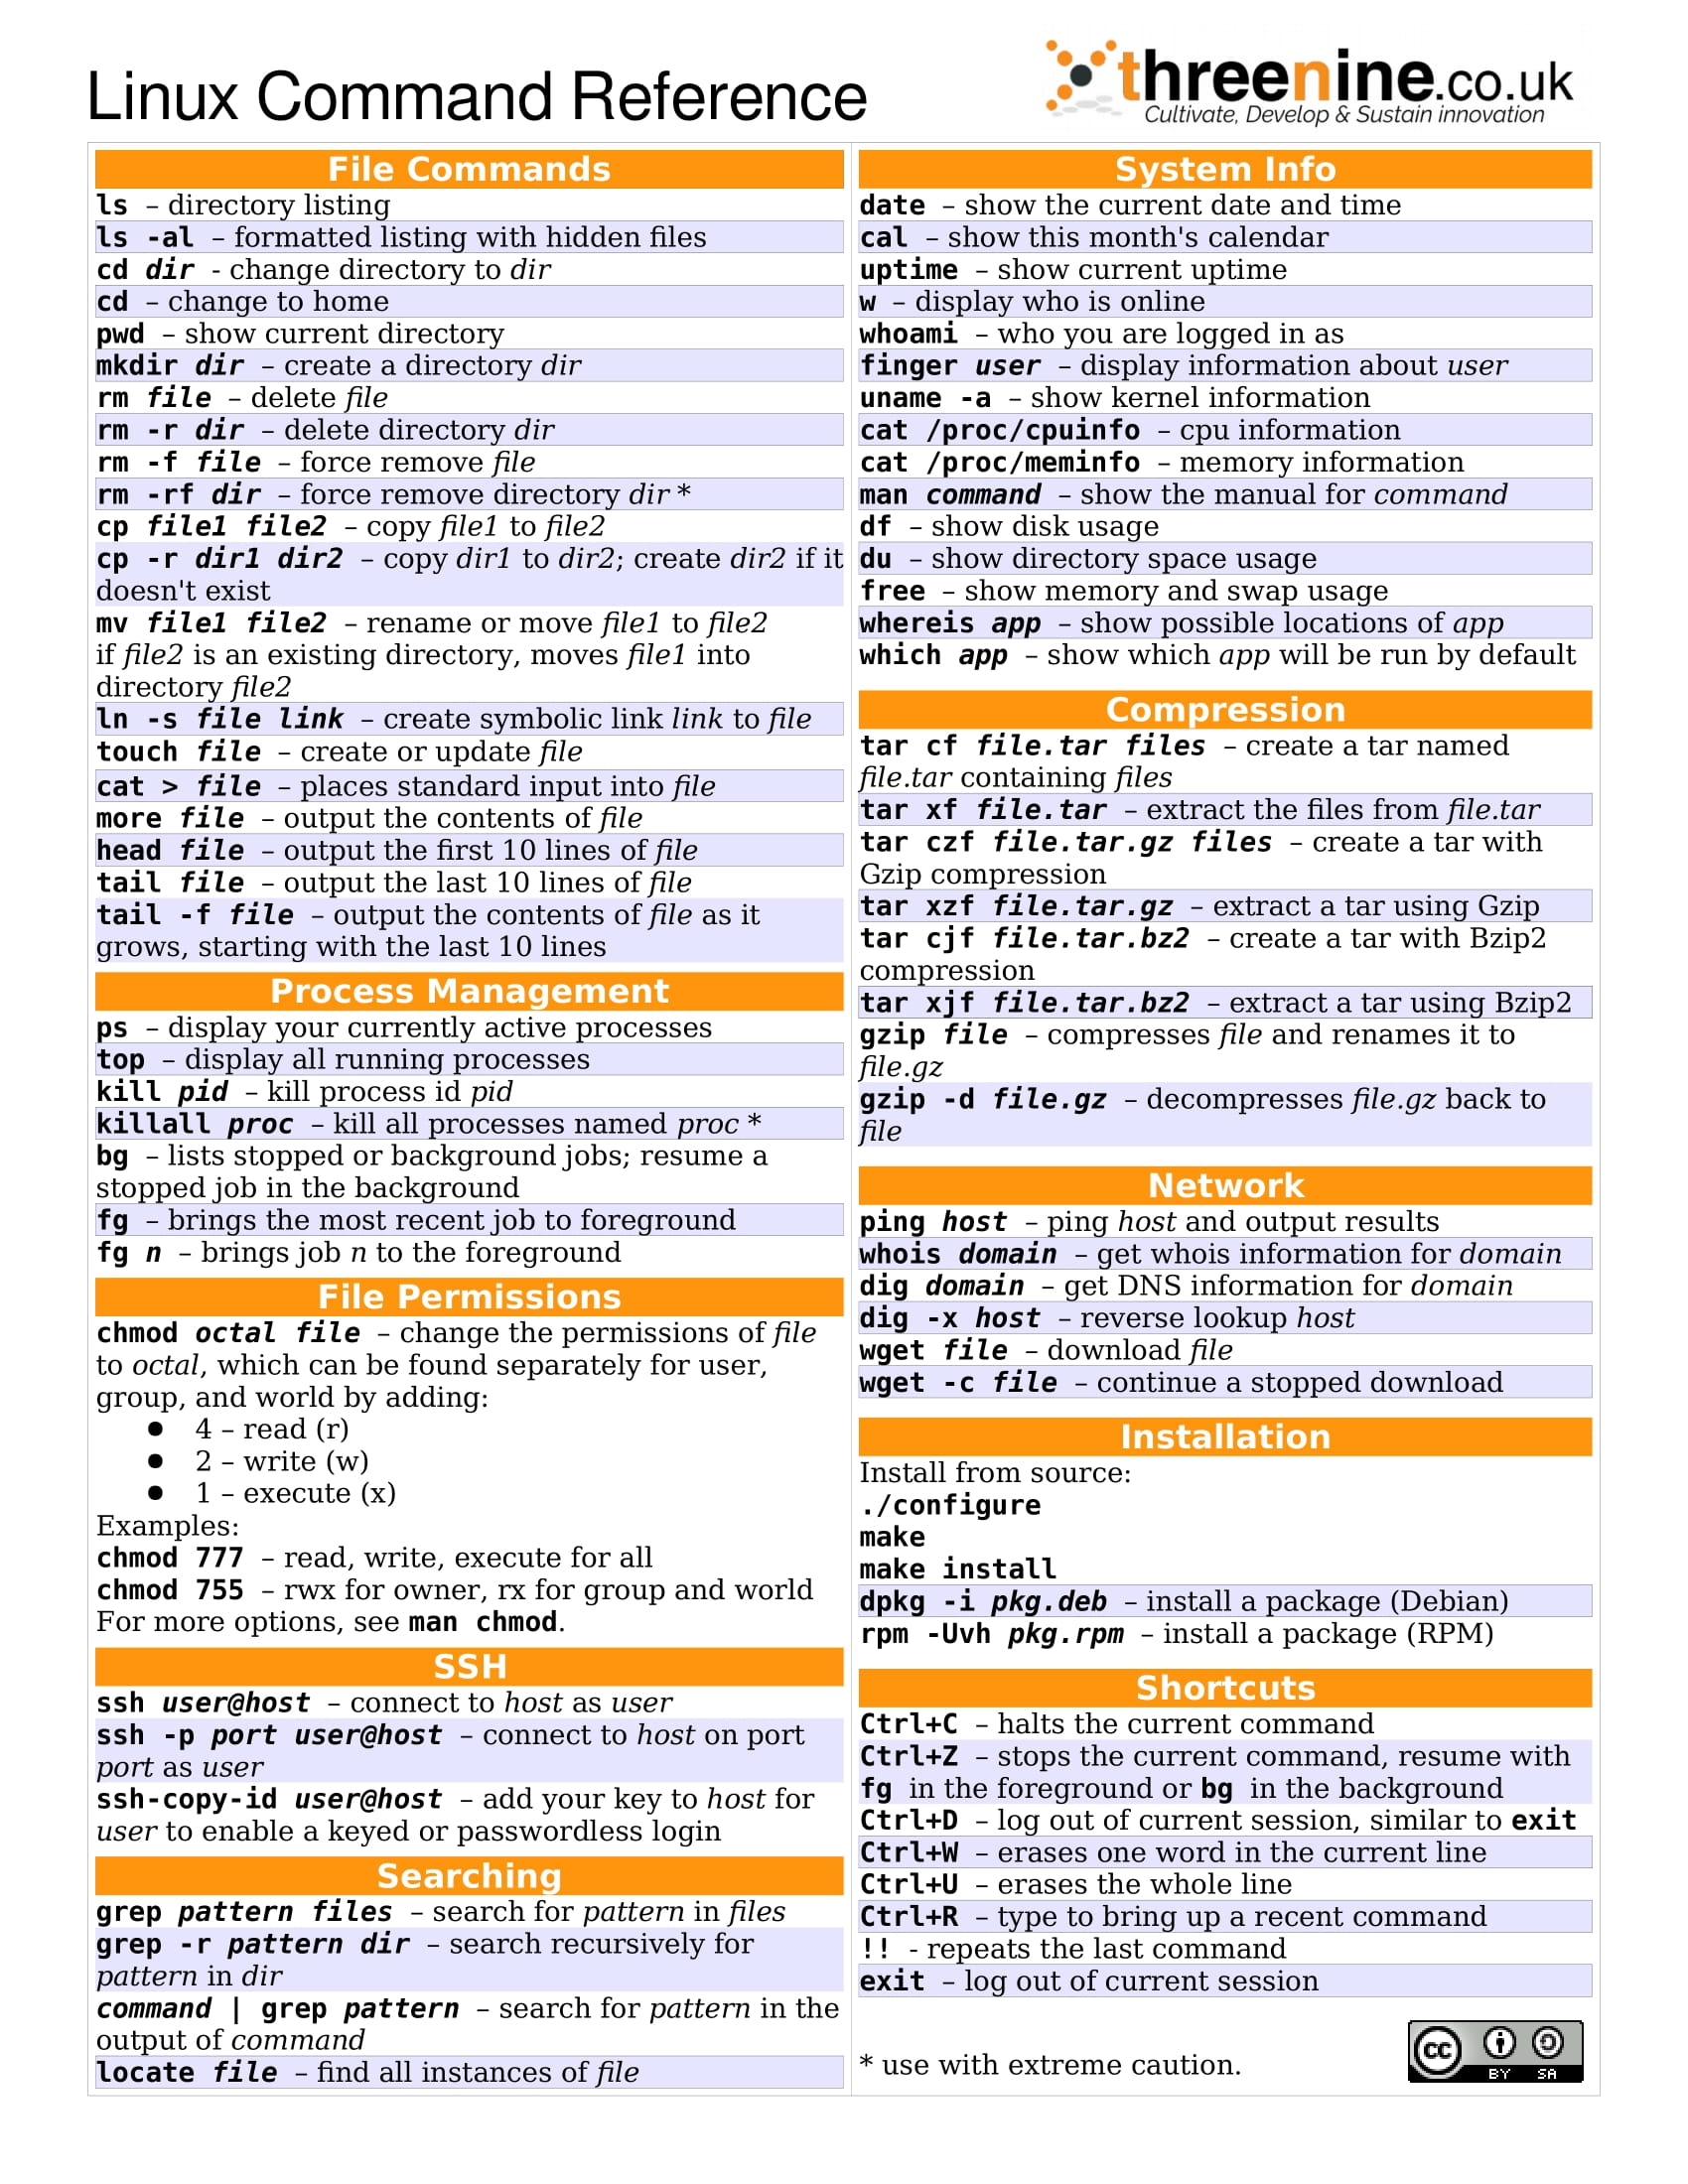 Linux Command Reference
threenine.co.uk
Cultivate, Develop & Sustain innovation
File Commands
ls – directory listing
ls -al – formatted listing with hidden files
cd dir - change directory to dir
cd – change to home
pwd – show current directory
mkdir dir – create a directory dir
rm file – delete file
rm -r dir – delete directory dir
rm -f file – force remove file
rm -rf dir – force remove directory dir *
cp file1 file2 – copy file1 to file2
cp -r dir1 dir2 – copy dir1 to dir2; create dir2 if it
doesn't exist
mv file1 file2 – rename or move file1 to file2
if file2 is an existing directory, moves file1 into
directory file2
ln -s file link – create symbolic link link to file
touch file – create or update file
cat > file – places standard input into file
more file – output the contents of file
head file – output the first 10 lines of file
tail file – output the last 10 lines of file
tail -f file – output the contents of file as it
grows, starting with the last 10 lines
Process Management
ps – display your currently active processes
top – display all running processes
kill pid – kill process id pid
killall proc – kill all processes named proc *
bg – lists stopped or background jobs; resume a
stopped job in the background
fg – brings the most recent job to foreground
fg n – brings job n to the foreground
File Permissions
chmod octal file – change the permissions of file
to octal, which can be found separately for user,
group, and world by adding:
● 4 – read (r)
● 2 – write (w)
● 1 – execute (x)
Examples:
chmod 777 – read, write, execute for all
chmod 755 – rwx for owner, rx for group and world
For more options, see man chmod.
SSH
ssh user@host – connect to host as user
ssh -p port user@host – connect to host on port
port as user
ssh-copy-id user@host – add your key to host for
user to enable a keyed or passwordless login
Searching
grep pattern files – search for pattern in files
grep -r pattern dir – search recursively for
pattern in dir
command | grep pattern – search for pattern in the
output of command
locate file – find all instances of file
System Info
date – show the current date and time
cal – show this month's calendar
uptime – show current uptime
w – display who is online
whoami – who you are logged in as
finger user – display information about user
uname -a – show kernel information
cat /proc/cpuinfo – cpu information
cat /proc/meminfo – memory information
man command – show the manual for command
df – show disk usage
du – show directory space usage
free – show memory and swap usage
whereis app – show possible locations of app
which app – show which app will be run by default
Compression
tar cf file.tar files – create a tar named
file.tar containing files
tar xf file.tar – extract the files from file.tar
tar czf file.tar.gz files – create a tar with
Gzip compression
tar xzf file.tar.gz – extract a tar using Gzip
tar cjf file.tar.bz2 – create a tar with Bzip2
compression
tar xjf file.tar.bz2 – extract a tar using Bzip2
gzip file – compresses file and renames it to
file.gz
gzip -d file.gz – decompresses file.gz back to
file
Network
ping host – ping host and output results
whois domain – get whois information for domain
dig domain – get DNS information for domain
dig -x host – reverse lookup host
wget file – download file
wget -c file – continue a stopped download
Installation
Install from source:
./configure
make
make install
dpkg -i pkg.deb – install a package (Debian)
rpm -Uvh pkg.rpm – install a package (RPM)
Shortcuts
Ctrl+C – halts the current command
Ctrl+Z – stops the current command, resume with
fg in the foreground or bg in the background
Ctrl+D – log out of current session, similar to exit
Ctrl+W – erases one word in the current line
Ctrl+U – erases the whole line
Ctrl+R – type to bring up a recent command
!! - repeats the last command
exit – log out of current session
* use with extreme caution.
cc
BY SA